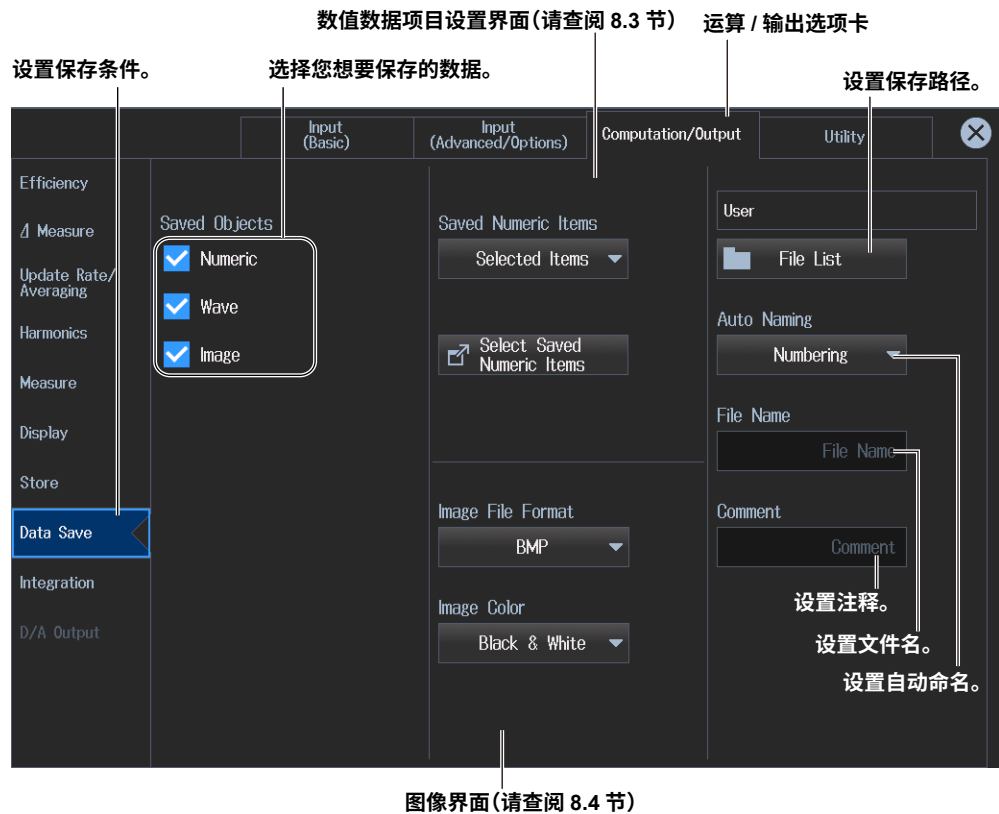 数值数据项目设置界面(请查阅 8.3 节)
运算 / 输出选项卡
设置保存条件。
选择您想要保存的数据。
设置保存路径。
Input
(Basic)
Input
(Advanced/Options)
Computation/Output
Utility
Efficiency
⊿ Measure
Update Rate/
Averaging
Harmonics
Measure
Display
Store
Data Save
Integration
D/A Output
Saved Objects
Numeric
Wave
Image
Saved Numeric Items
Selected Items
Select Saved
Numeric Items
Image File Format
BMP
Image Color
Black & White
User
File List
Auto Naming
Numbering
File Name
File Name
Comment
Comment
设置注释。
设置文件名。
设置自动命名。
图像界面(请查阅 8.4 节)